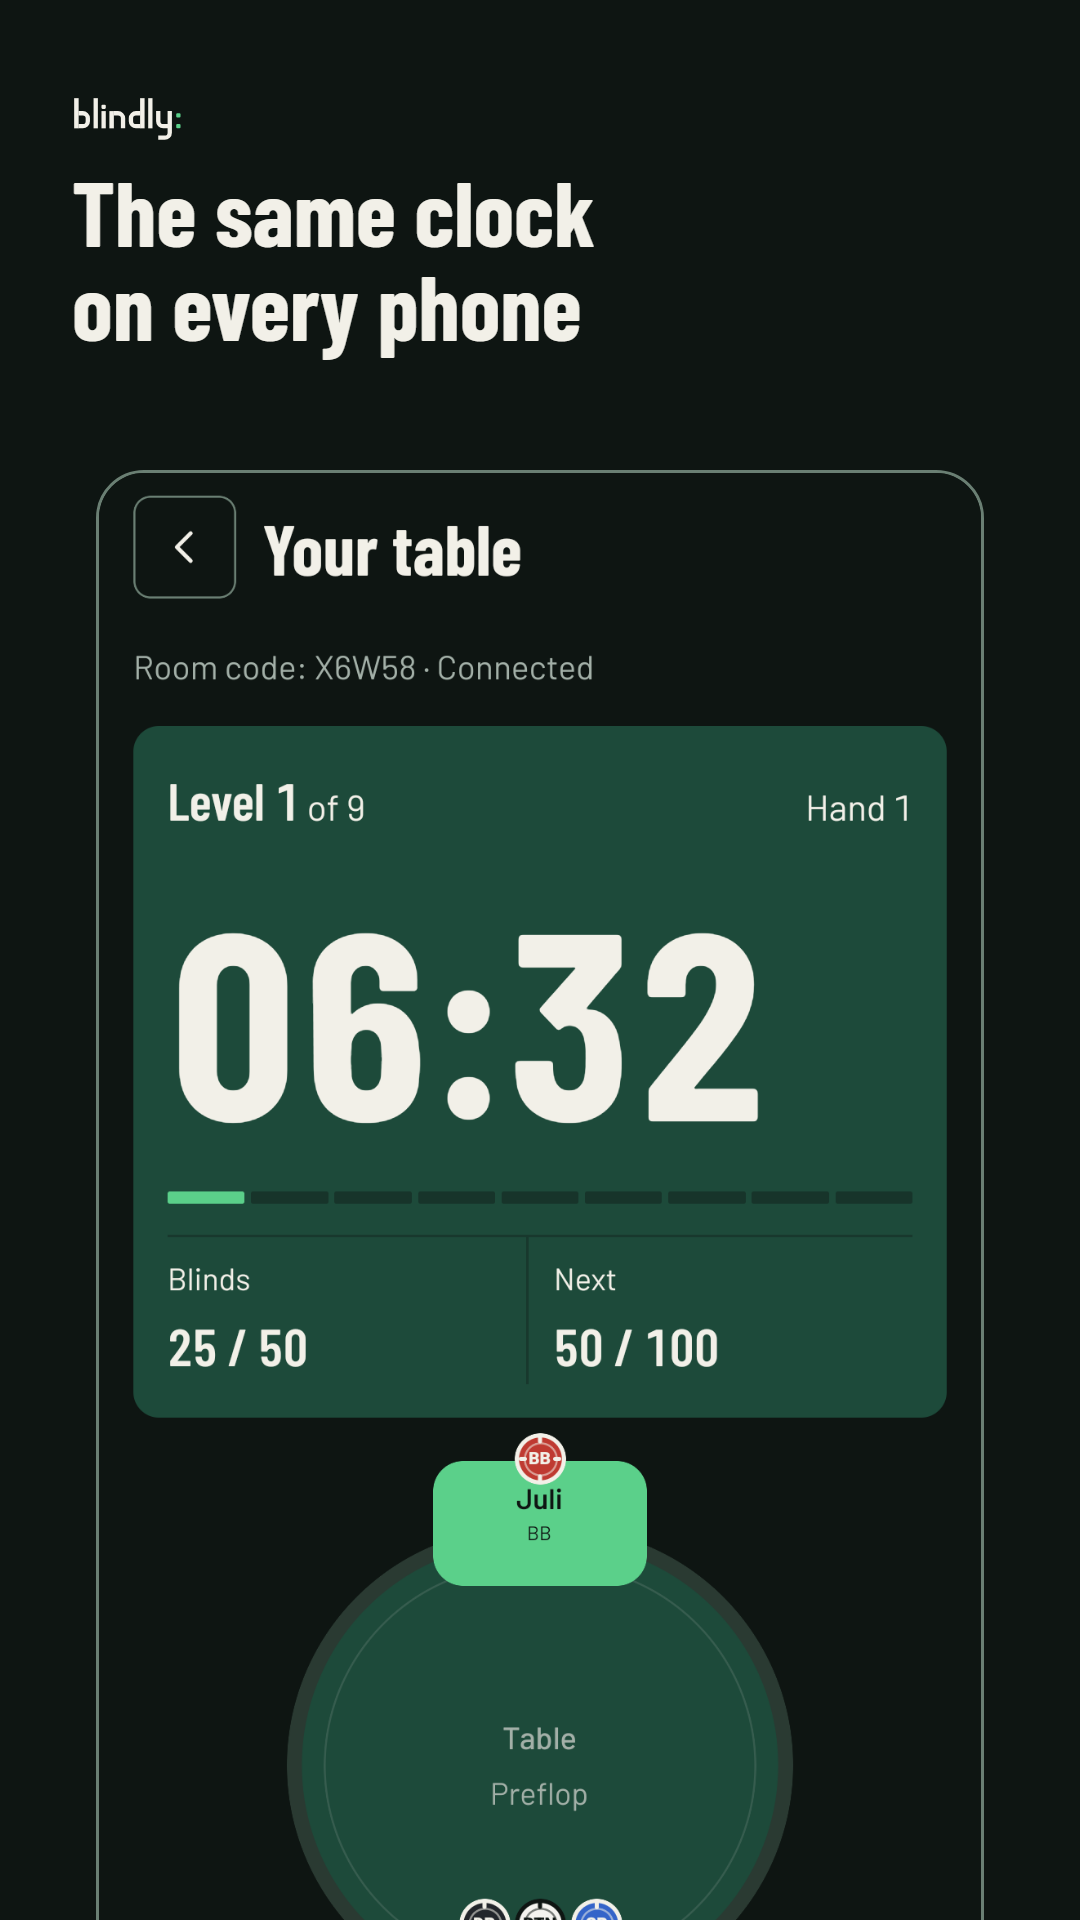 blindly:
The same clock
on every phone
Your table
Room code: X6W58 · Connected
Level 1 of 9
Hand 1
06:32
Blinds
Next
25 / 50
50 / 100
BB
Juli
BB
Table
Preflop